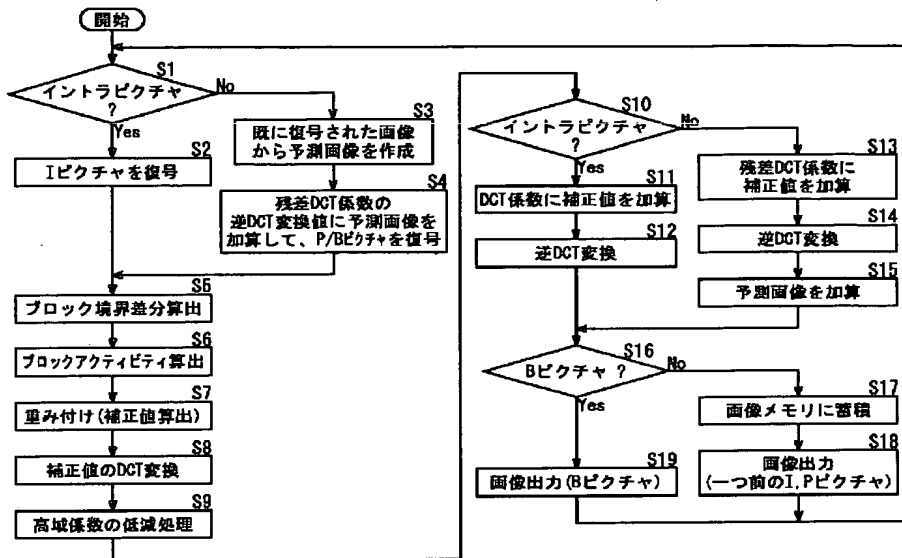 開始
S1
イントラピクチャ
?
No
Yes
S2
Iピクチャを復号
S3
既に復号された画像
から予測画像を作成
S4
残差DCT係数の
逆DCT変換値に予測画像を
加算して、P/Bピクチャを復号
S5
ブロック境界差分算出
S6
ブロックアクティビティ算出
S7
重み付け(補正値算出)
S8
補正値のDCT変換
S9
高域係数の低減処理
S10
イントラピクチャ
?
No
Yes
S11
DCT係数に補正値を加算
S12
逆DCT変換
S13
残差DCT係数に
補正値を加算
S14
逆DCT変換
S15
予測画像を加算
S16
Bピクチャ ?
No
Yes
S17
画像メモリに蓄積
S18
画像出力
(一つ前のI,Pピクチャ)
S19
画像出力(Bピクチャ)